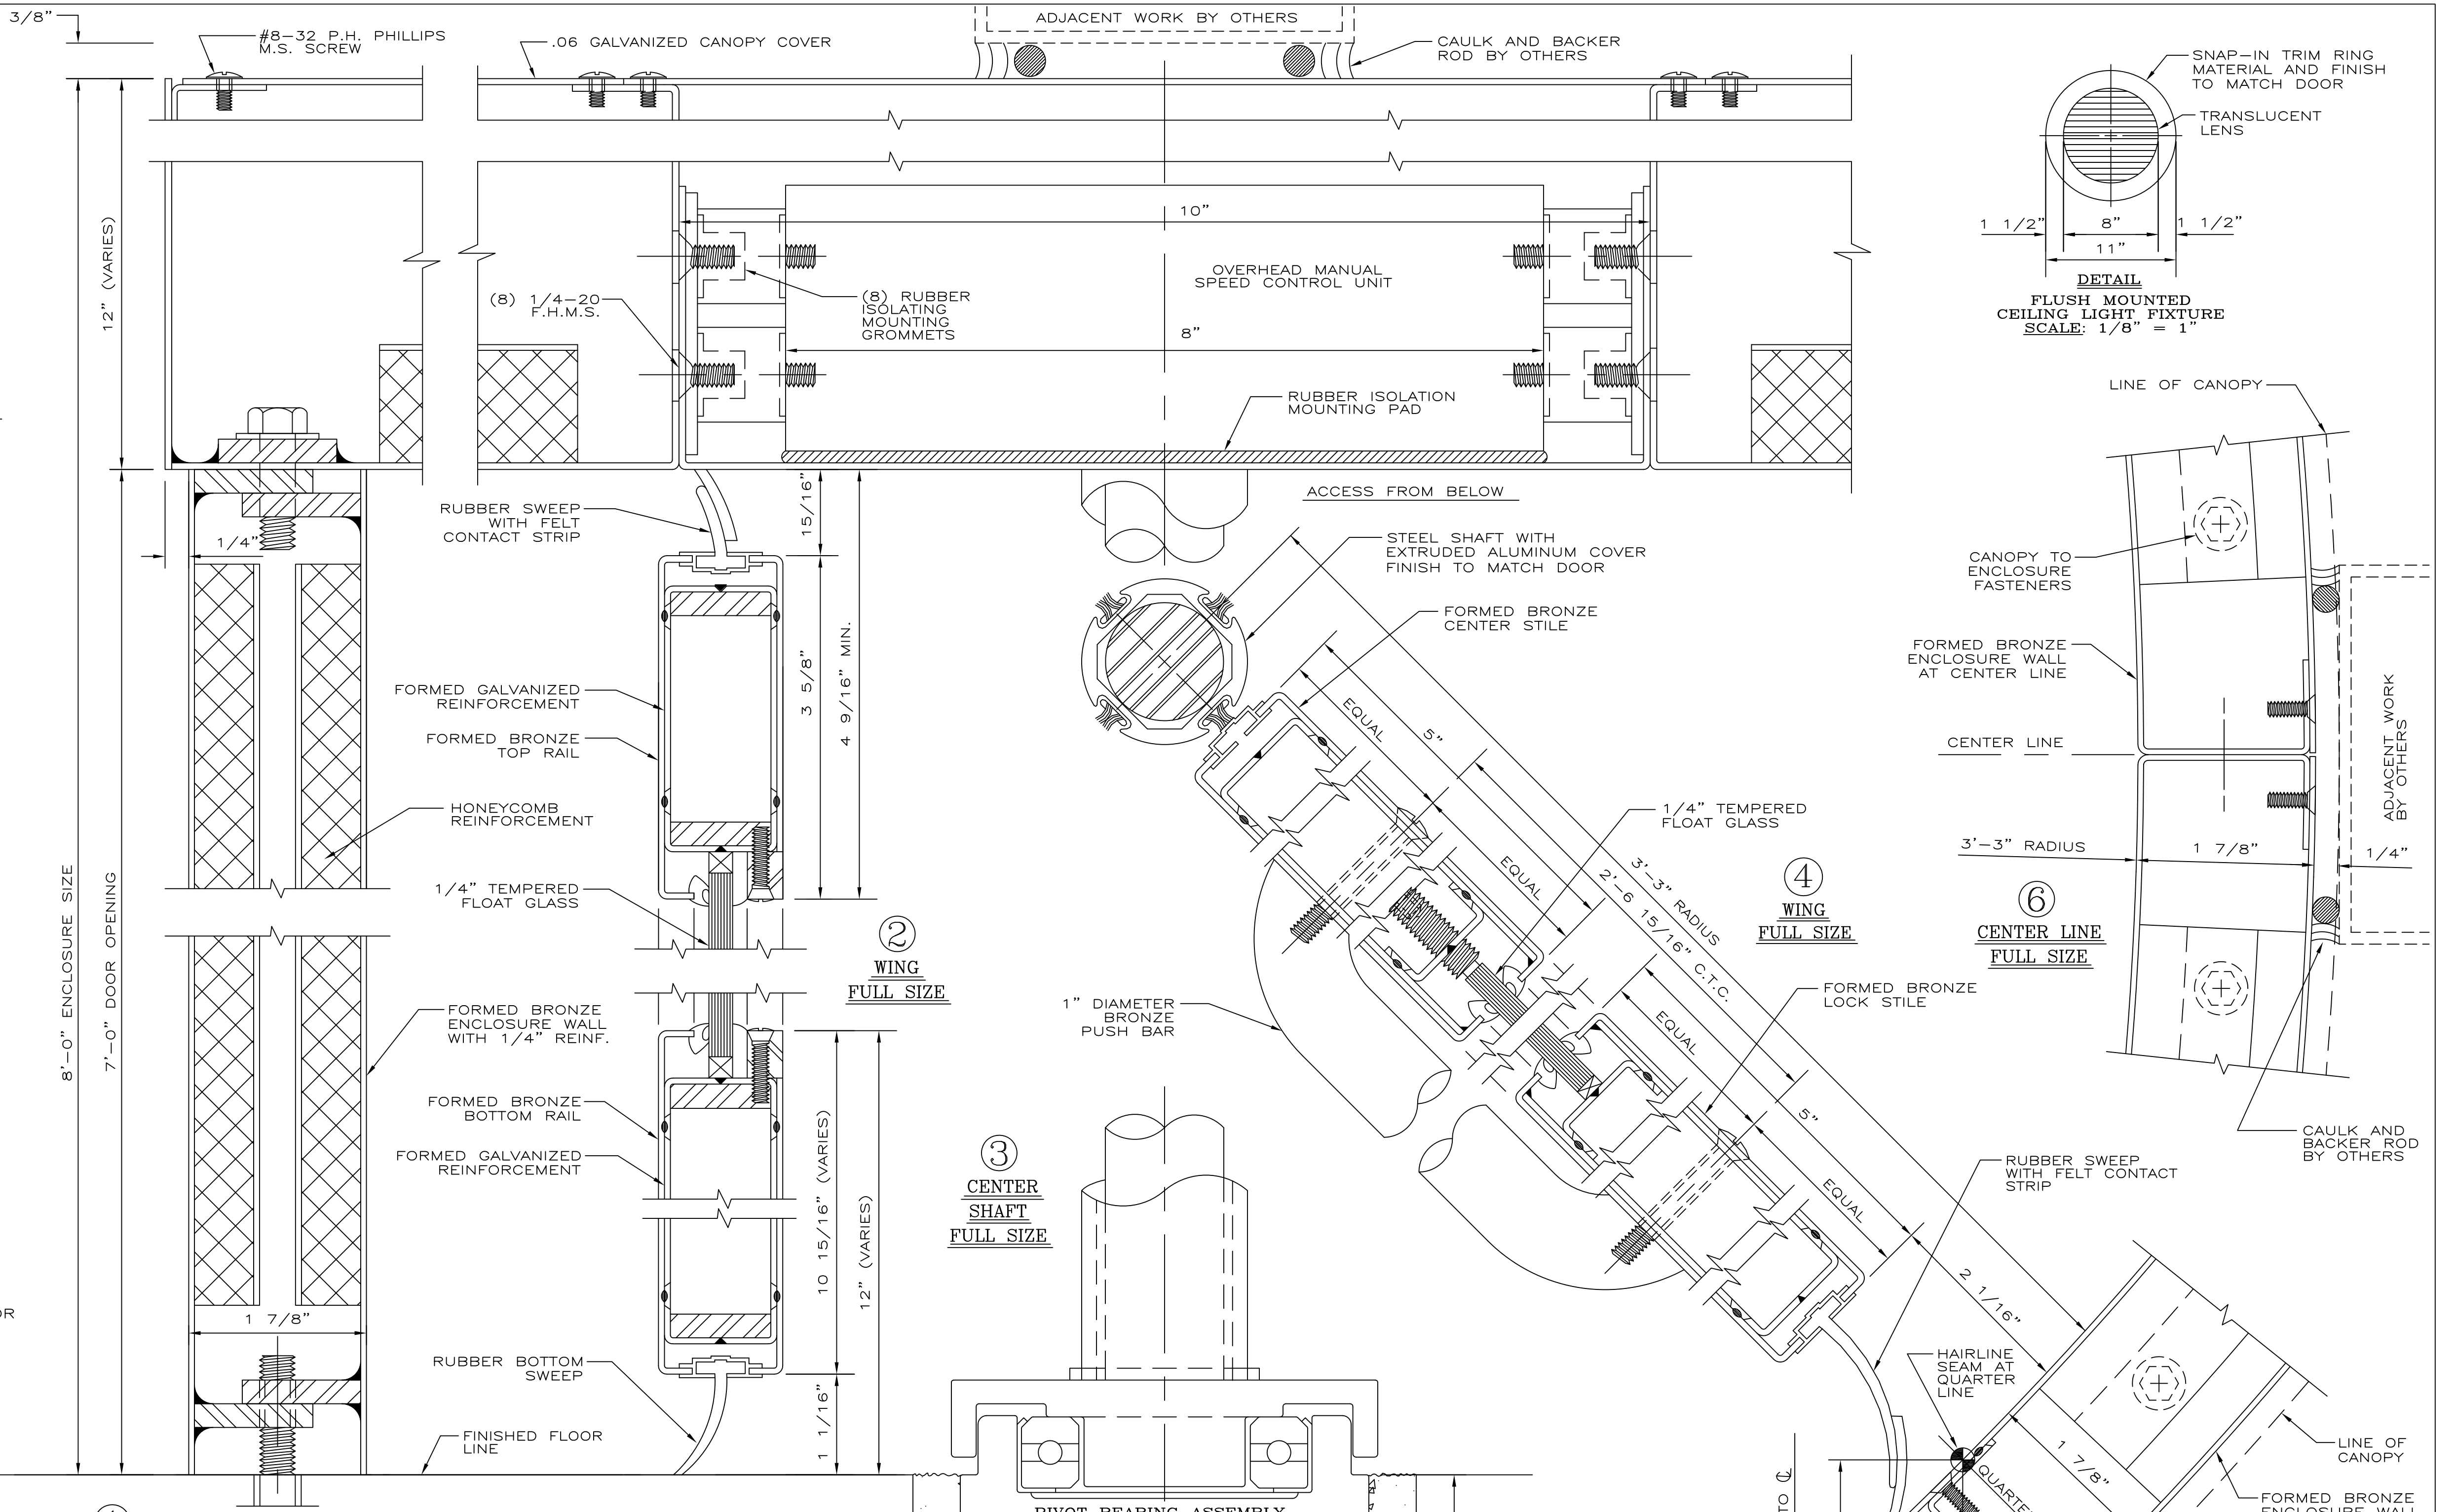 3/8"
#8-32 P.H. PHILLIPS
M.S. SCREW
.06 GALVANIZED CANOPY COVER
ADJACENT WORK BY OTHERS
CAULK AND BACKER
ROD BY OTHERS
SNAP-IN TRIM RING
MATERIAL AND FINISH
TO MATCH DOOR
TRANSLUCENT
LENS
1 1/2"
8"
1 1/2"
11"
DETAIL
FLUSH MOUNTED
CEILING LIGHT FIXTURE
SCALE: 1/8" = 1"
12" (VARIES)
10"
OVERHEAD MANUAL
SPEED CONTROL UNIT
(8) 1/4-20
F.H.M.S.
(8) RUBBER
ISOLATING
MOUNTING
GROMMETS
8"
RUBBER ISOLATION
MOUNTING PAD
ACCESS FROM BELOW
LINE OF CANOPY
RUBBER SWEEP
WITH FELT
CONTACT STRIP
1/4"
15/16"
STEEL SHAFT WITH
EXTRUDED ALUMINUM COVER
FINISH TO MATCH DOOR
CANOPY TO
ENCLOSURE
FASTENERS
FORMED BRONZE
CENTER STILE
FORMED BRONZE
ENCLOSURE WALL
AT CENTER LINE
FORMED GALVANIZED
REINFORCEMENT
3 5/8"
4 9/16" MIN.
FORMED BRONZE
TOP RAIL
EQUAL
5"
CENTER LINE
ADJACENT WORK
BY OTHERS
HONEYCOMB
REINFORCEMENT
1/4" TEMPERED
FLOAT GLASS
3'-3" RADIUS
1 7/8"
1/4"
8'-0" ENCLOSURE SIZE
7'-0" DOOR OPENING
1/4" TEMPERED
FLOAT GLASS
EQUAL
2'-6 15/16" C.T.C.
3'-3" RADIUS
4
WING
FULL SIZE
6
CENTER LINE
FULL SIZE
2
WING
FULL SIZE
1" DIAMETER
BRONZE
PUSH BAR
FORMED BRONZE
LOCK STILE
FORMED BRONZE
ENCLOSURE WALL
WITH 1/4" REINF.
EQUAL
5"
FORMED BRONZE
BOTTOM RAIL
FORMED GALVANIZED
REINFORCEMENT
10 15/16" (VARIES)
12" (VARIES)
3
CENTER
SHAFT
FULL SIZE
CAULK AND
BACKER ROD
BY OTHERS
RUBBER SWEEP
WITH FELT CONTACT
STRIP
EQUAL
2 1/16"
OR
1 7/8"
RUBBER BOTTOM
SWEEP
1 1/16"
HAIRLINE
SEAM AT
QUARTER
LINE
FINISHED FLOOR
LINE
LINE OF
CANOPY
1 7/8"
TO ℄
PIVOT BEARING ASSEMBLY
FORMED BRONZE
ENCLOSURE WALL